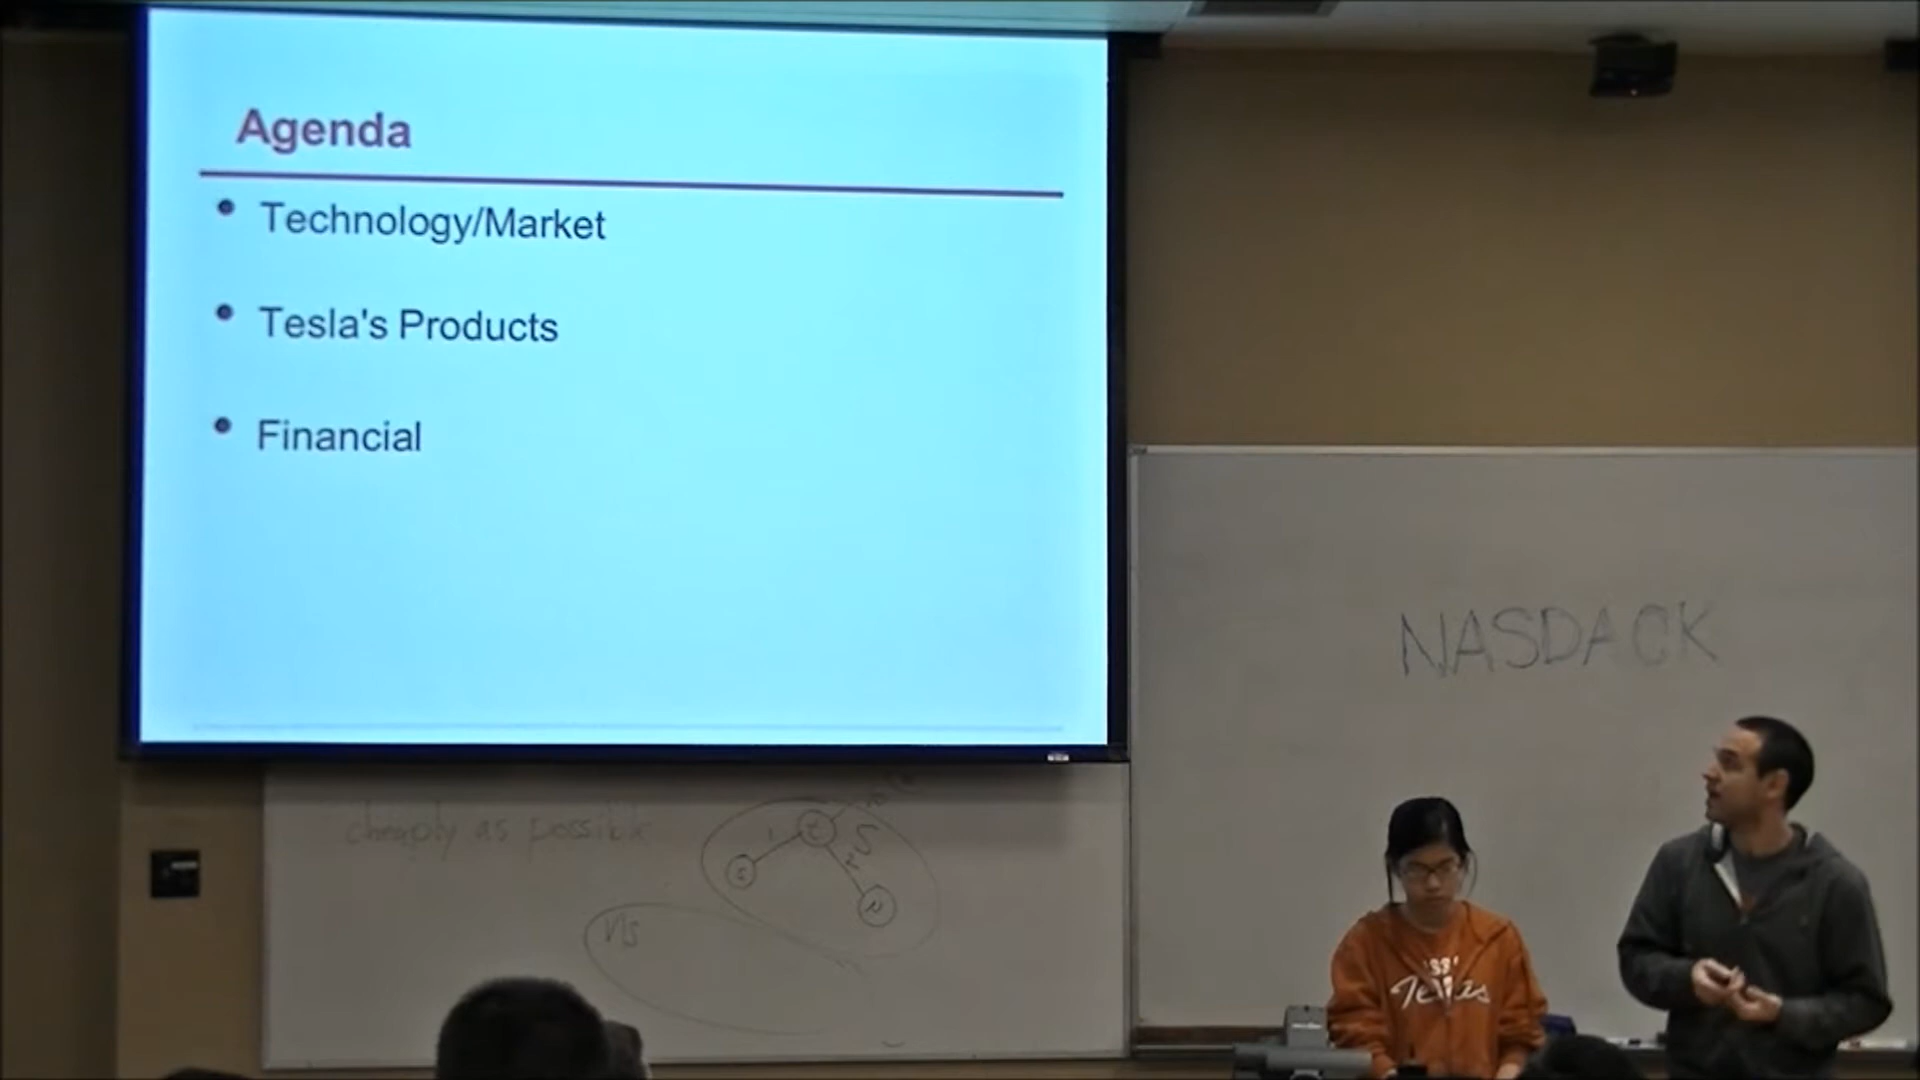 Agenda
• Technology/Market
• Tesla's Products
• Financial
NASDACK
cheaply as possible
S
Texas